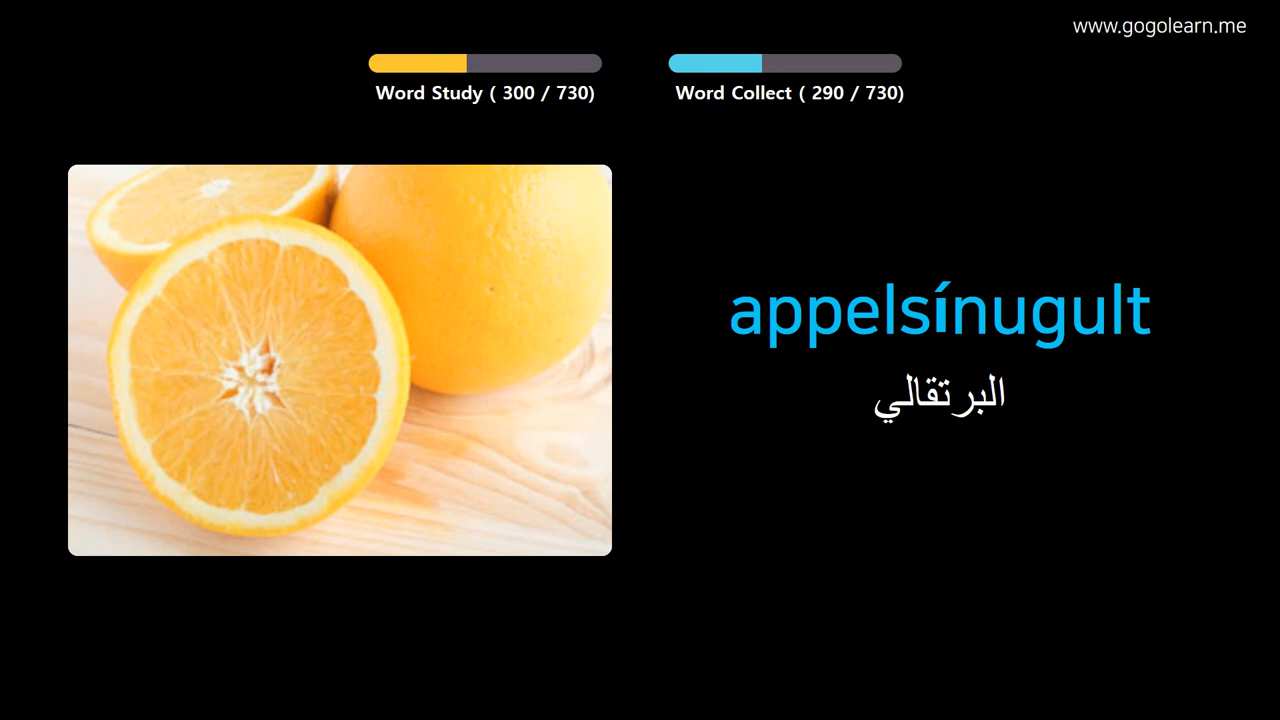 www.gogolearn.me
Word Study ( 300 / 730)
Word Collect ( 290 / 730)
appelsínugult
البرتقالي